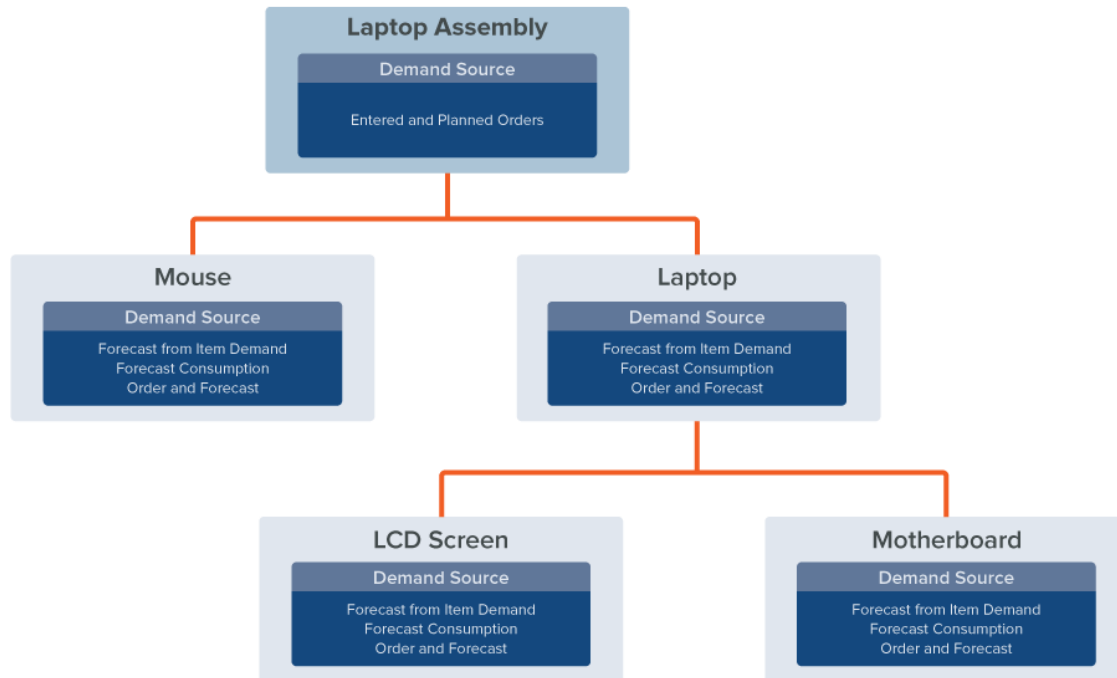 Laptop Assembly
Demand Source
Entered and Planned Orders
Mouse
Demand Source
Forecast from Item Demand
Forecast Consumption
Order and Forecast
Laptop
Demand Source
Forecast from Item Demand
Forecast Consumption
Order and Forecast
LCD Screen
Demand Source
Forecast from Item Demand
Forecast Consumption
Order and Forecast
Motherboard
Demand Source
Forecast from Item Demand
Forecast Consumption
Order and Forecast